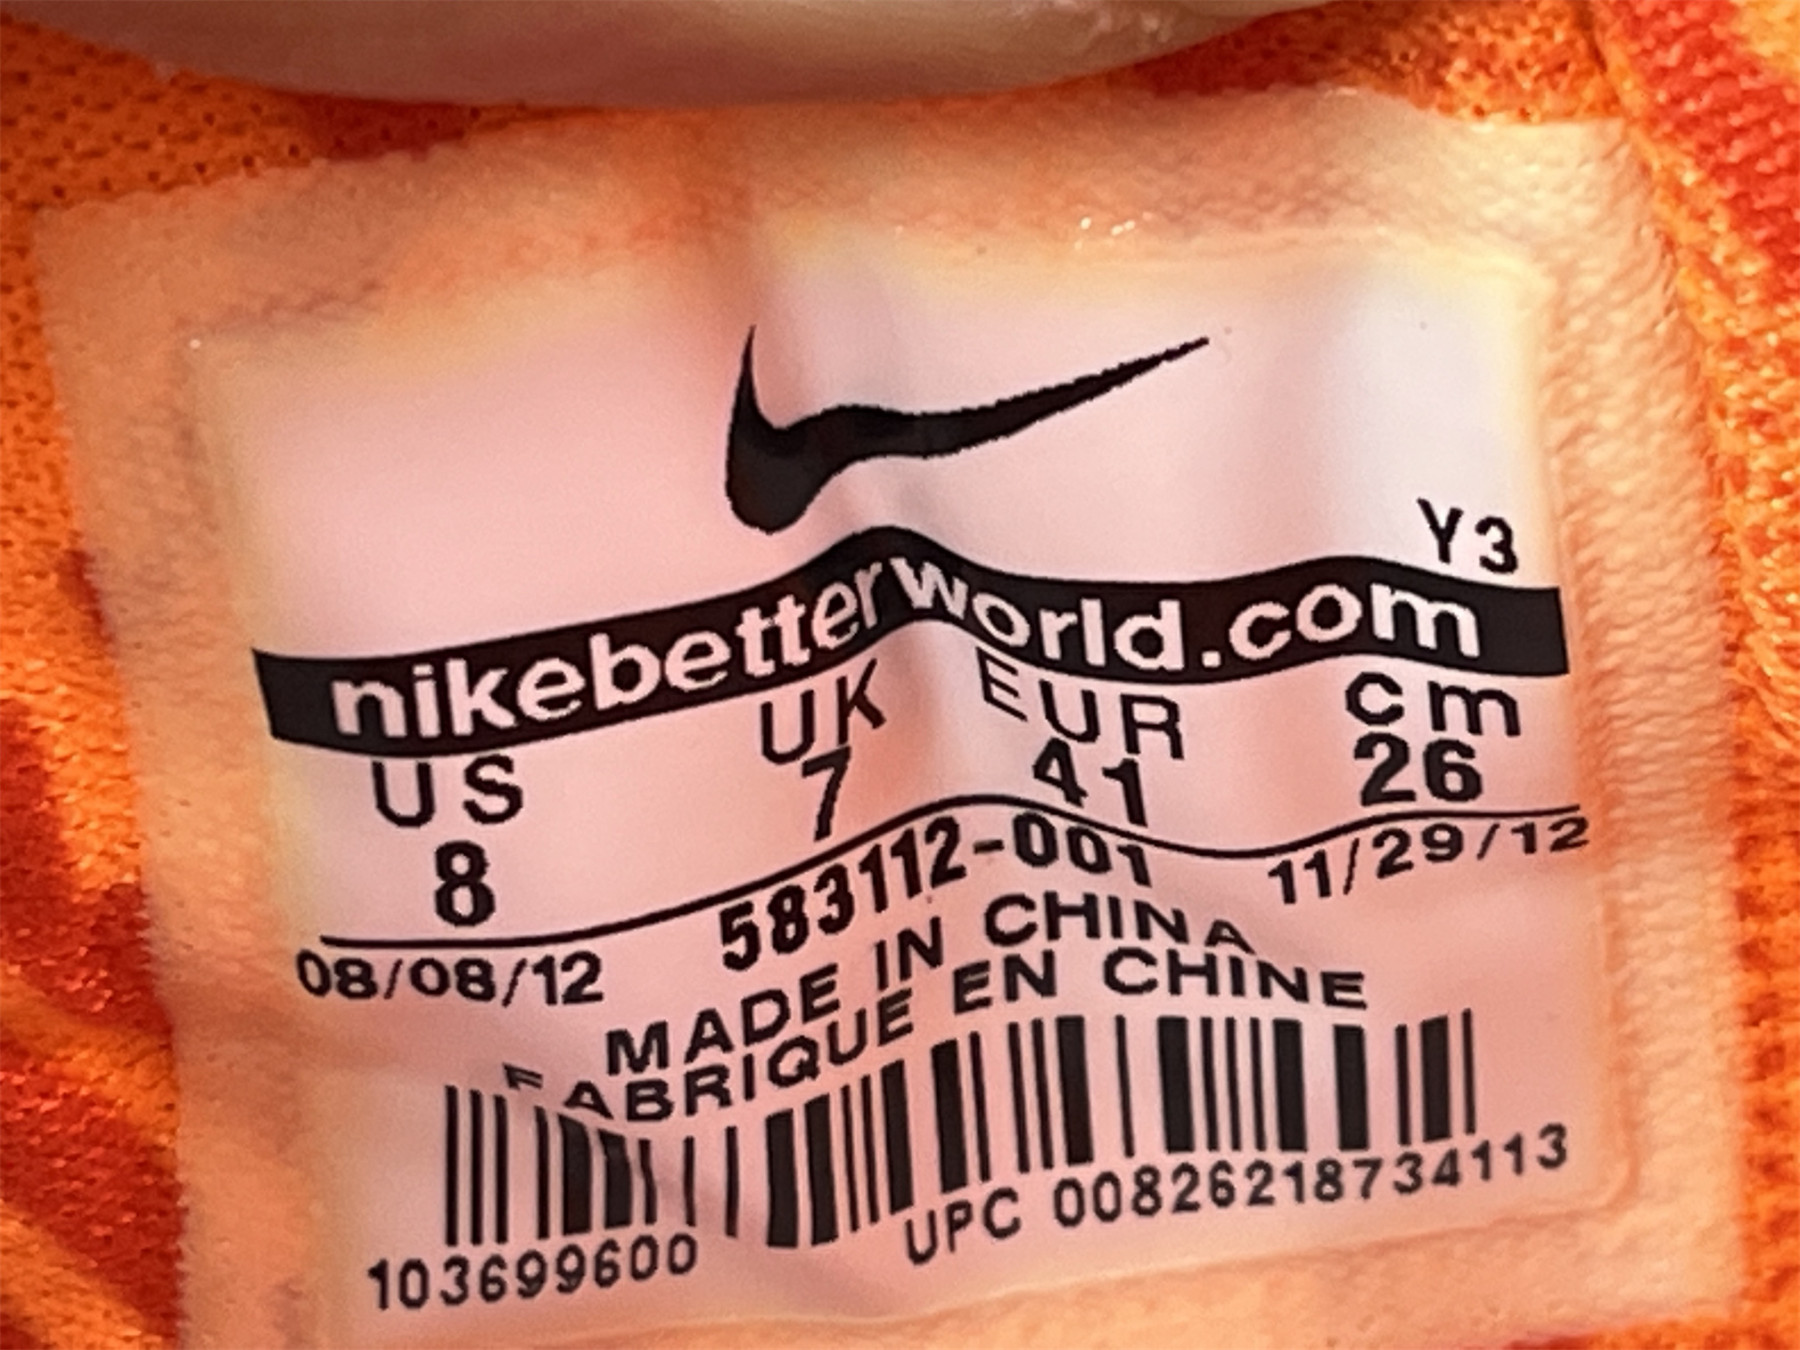 Y3
nikebetterworld.com
US UK EUR cm
8 7 41 26
08/08/12 583112-001 11/29/12
MADE IN CHINA
FABRIQUE EN CHINE
103699600 UPC 00826218734113